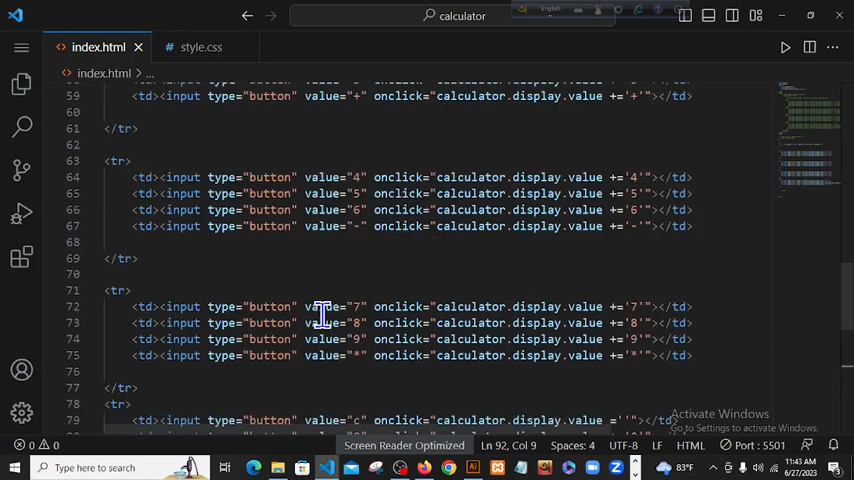 calculator
English
index.html
style.css
index.html > ...
59 <td><input type="button" value="+" onclick="calculator.display.value +='+'"></td>
60
61 </tr>
62
63 <tr>
64 <td><input type="button" value="4" onclick="calculator.display.value +='4'"></td>
65 <td><input type="button" value="5" onclick="calculator.display.value +='5'"></td>
66 <td><input type="button" value="6" onclick="calculator.display.value +='6'"></td>
67 <td><input type="button" value="-" onclick="calculator.display.value +='-'"></td>
68
69 </tr>
70
71 <tr>
72 <td><input type="button" value="7" onclick="calculator.display.value +='7'"></td>
73 <td><input type="button" value="8" onclick="calculator.display.value +='8'"></td>
74 <td><input type="button" value="9" onclick="calculator.display.value +='9'"></td>
75 <td><input type="button" value="*" onclick="calculator.display.value +='*'"></td>
76
77 </tr>
78 <tr>
79 <td><input type="button" value="c" onclick="calculator.display.value =''"></td>
Activate Windows
Go to Settings to activate Windows.
0 0
Screen Reader Optimized
Ln 92, Col 9
Spaces: 4
UTF-8
LF
HTML
Port : 5501
Type here to search
83°F
11:43 AM
6/27/2023